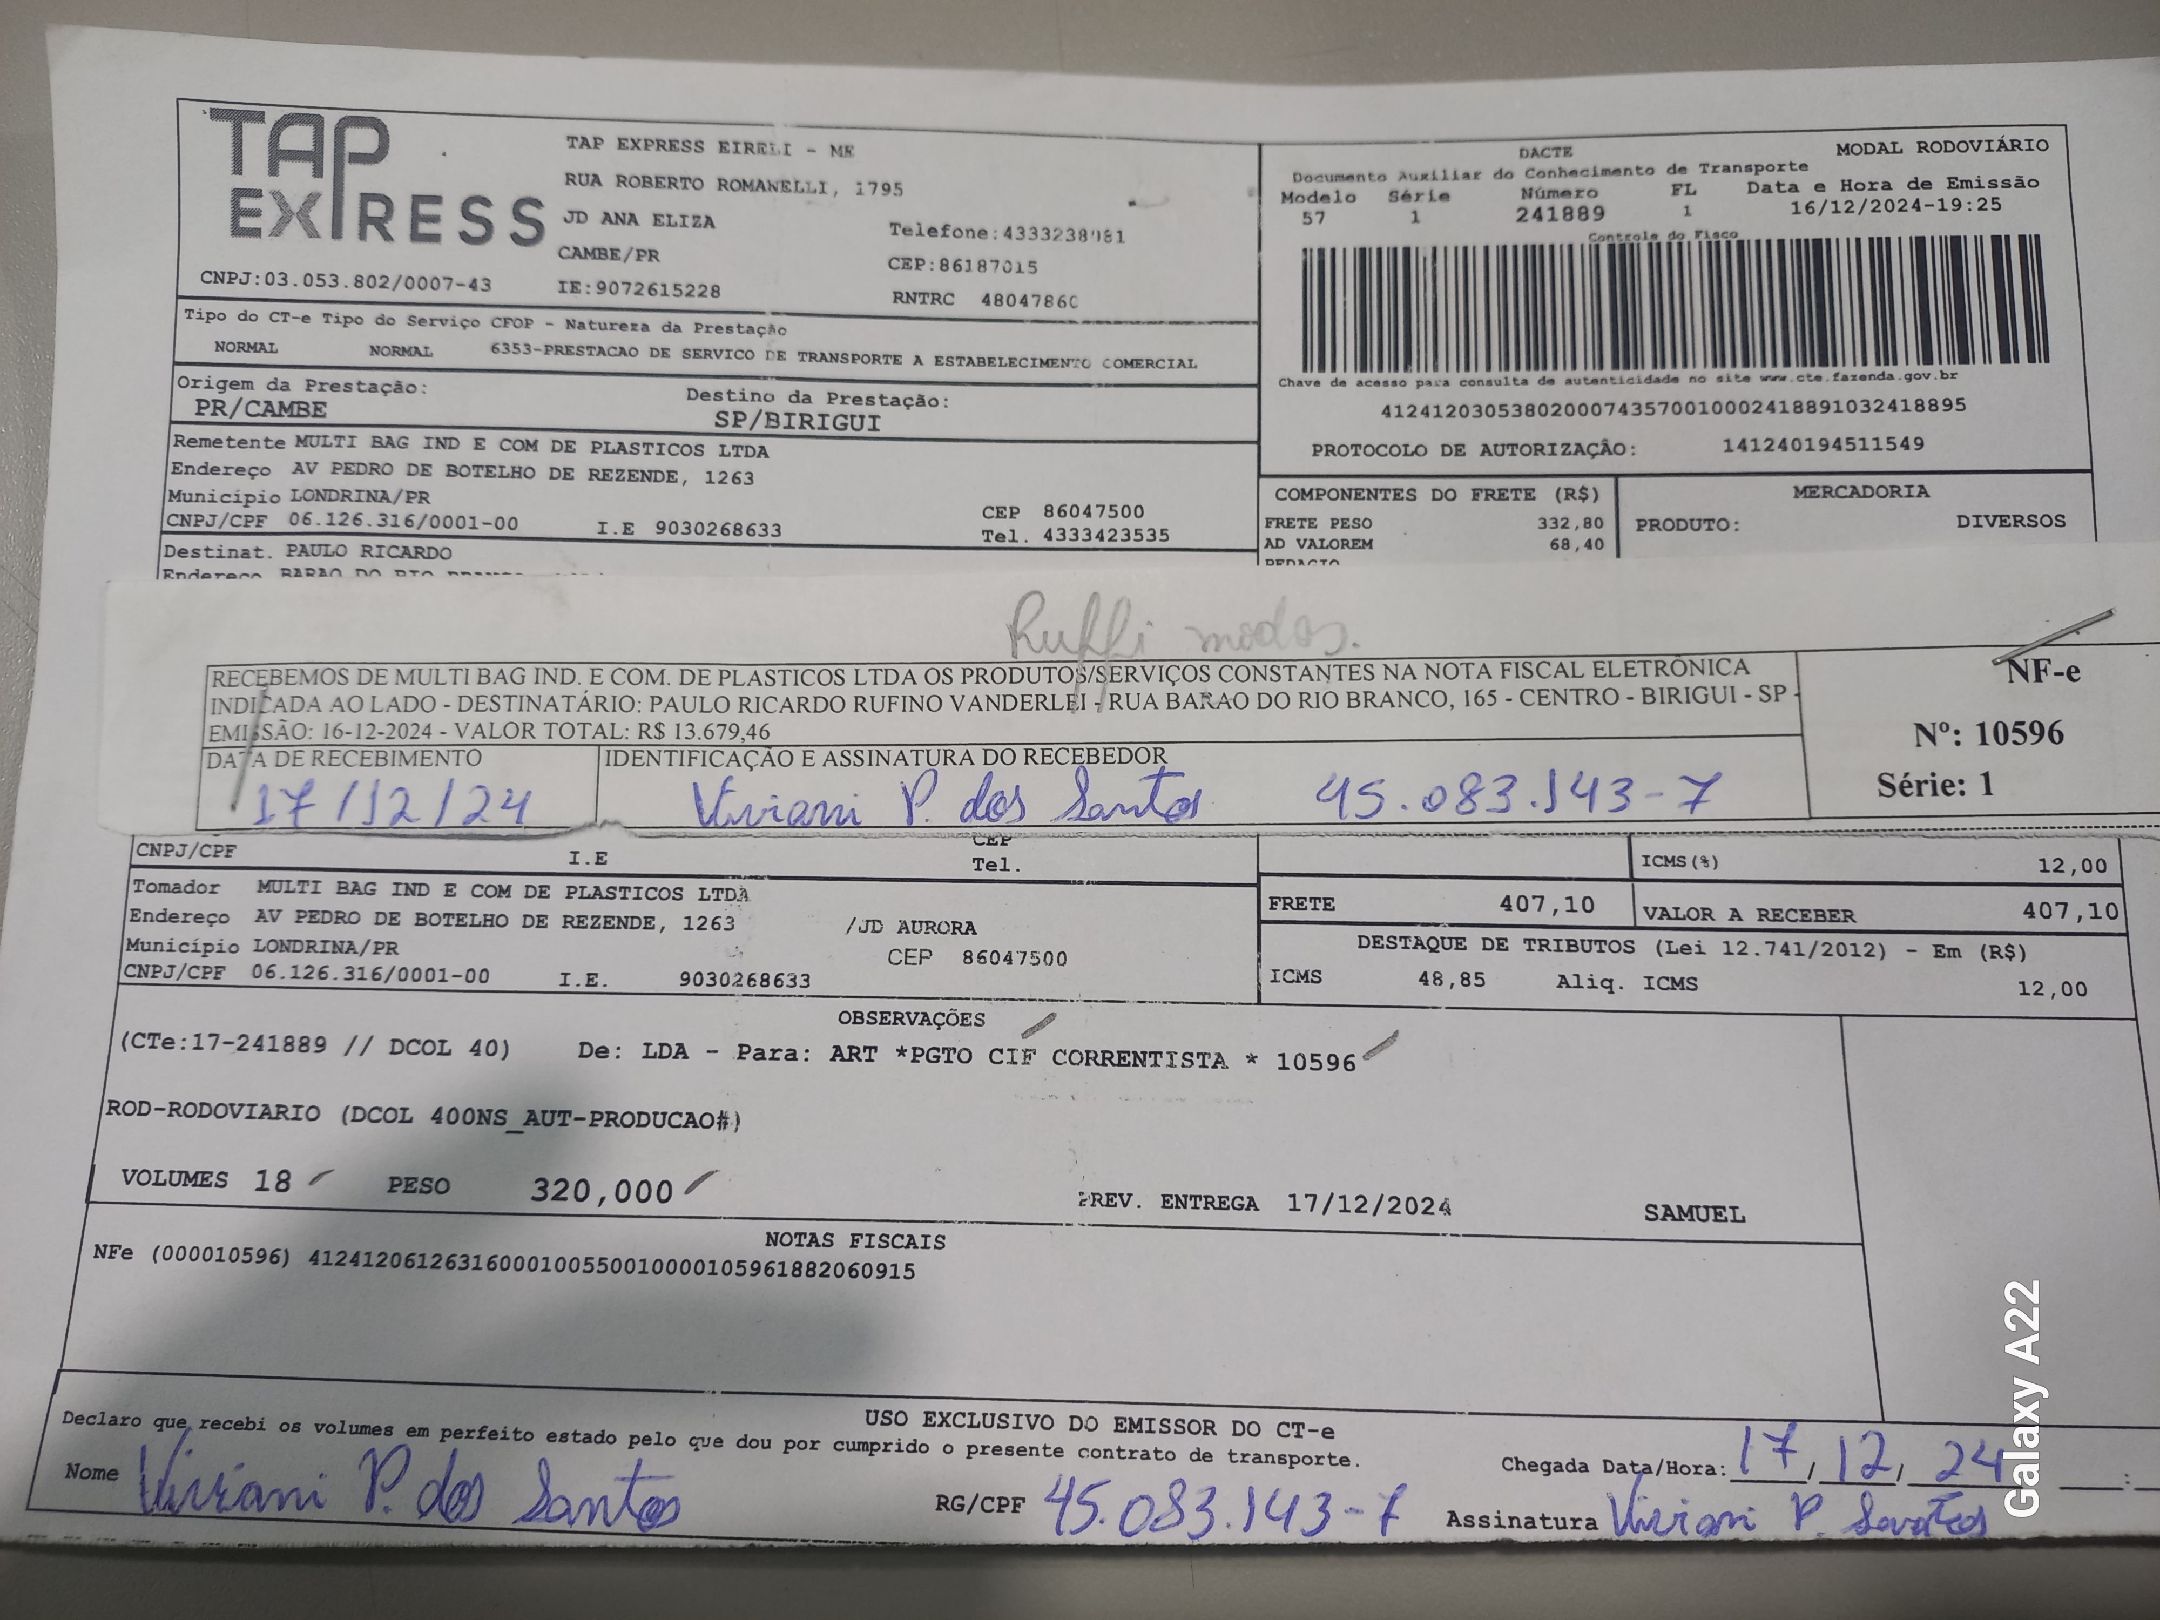 TAP EXPRESS
TAP EXPRESS EIRELI - ME
RUA ROBERTO ROMANELLI, 1795
JD ANA ELIZA
Telefone:4333238981
CAMBE/PR
CEP:86187015
CNPJ:03.053.802/0007-43
IE:9072615228
RNTRC 48047860
DACTE
MODAL RODOVIÁRIO
Documento Auxiliar do Conhecimento de Transporte
Modelo Série Número FL Data e Hora de Emissão
57 1 241889 1 16/12/2024-19:25
Controle do Fisco
Chave de acesso para consulta de autenticidade no site www.cte.fazenda.gov.br
41241203053802000743570010002418891032418895
PROTOCOLO DE AUTORIZAÇÃO: 141240194511549
Tipo do CT-e Tipo do Serviço CFOP - Natureza da Prestação
NORMAL NORMAL 6353-PRESTACAO DE SERVICO DE TRANSPORTE A ESTABELECIMENTO COMERCIAL
Origem da Prestação: Destino da Prestação:
PR/CAMBE SP/BIRIGUI
Remetente MULTI BAG IND E COM DE PLASTICOS LTDA
Endereço AV PEDRO DE BOTELHO DE REZENDE, 1263
Município LONDRINA/PR CEP 86047500
CNPJ/CPF 06.126.316/0001-00 I.E 9030268633 Tel. 4333423535
Destinat. PAULO RICARDO
Endereço BARAO DO RIO
COMPONENTES DO FRETE (R$) MERCADORIA
FRETE PESO 332,80 PRODUTO: DIVERSOS
AD VALOREM 68,40
Ruffi modas.
RECEBEMOS DE MULTI BAG IND. E COM. DE PLASTICOS LTDA OS PRODUTOS/SERVIÇOS CONSTANTES NA NOTA FISCAL ELETRÔNICA
INDICADA AO LADO - DESTINATÁRIO: PAULO RICARDO RUFINO VANDERLEI - RUA BARAO DO RIO BRANCO, 165 - CENTRO - BIRIGUI - SP -
EMISSÃO: 16-12-2024 - VALOR TOTAL: R$ 13.679,46
DATA DE RECEBIMENTO IDENTIFICAÇÃO E ASSINATURA DO RECEBEDOR
17/12/24 Viviani P. dos Santos 45.083.143-7
NF-e
Nº: 10596
Série: 1
CNPJ/CPF I.E CEP
Tel.
ICMS(%) 12,00
Tomador MULTI BAG IND E COM DE PLASTICOS LTDA
Endereço AV PEDRO DE BOTELHO DE REZENDE, 1263 /JD AURORA
Município LONDRINA/PR CEP 86047500
CNPJ/CPF 06.126.316/0001-00 I.E. 9030268633
FRETE 407,10 VALOR A RECEBER 407,10
DESTAQUE DE TRIBUTOS (Lei 12.741/2012) - Em (R$)
ICMS 48,85 Aliq. ICMS 12,00
OBSERVAÇÕES
(CTe:17-241889 // DCOL 40) De: LDA - Para: ART *PGTO CIF CORRENTISTA * 10596
ROD-RODOVIARIO (DCOL 400NS_AUT-PRODUCAO#)
VOLUMES 18 PESO 320,000 PREV. ENTREGA 17/12/2024 SAMUEL
NOTAS FISCAIS
NFe (000010596) 41241206126316000100550010000105961882060915
USO EXCLUSIVO DO EMISSOR DO CT-e
Declaro que recebi os volumes em perfeito estado pelo que dou por cumprido o presente contrato de transporte.
Chegada Data/Hora: 17, 12, 24 :
Nome Viviani P. dos Santos RG/CPF 45.083.143-7 Assinatura Viviani P. Santos
Galaxy A22